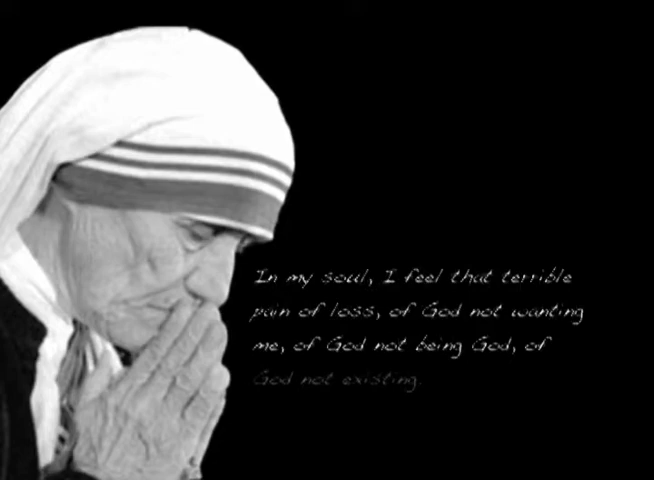 In my soul, I feel that terrible
pain of loss, of God not wanting
me, of God not being God, of
God not existing.